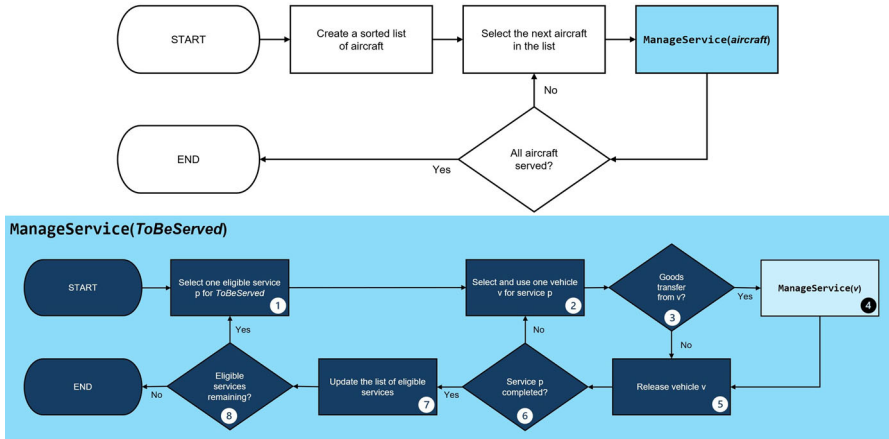 START
Create a sorted list
of aircraft
Select the next aircraft
in the list
ManageService(aircraft)
No
END
Yes
All aircraft
served?
ManageService(ToBeServed)
START
Select one eligible service
p for ToBeServed
1
Select and use one vehicle
v for service p
2
Goods
transfer
from v?
3
Yes
ManageService(v)
4
Yes
No
No
END
No
Eligible
services
remaining?
8
Update the list of eligible
services
7
Yes
Service p
completed?
6
Release vehicle v
5